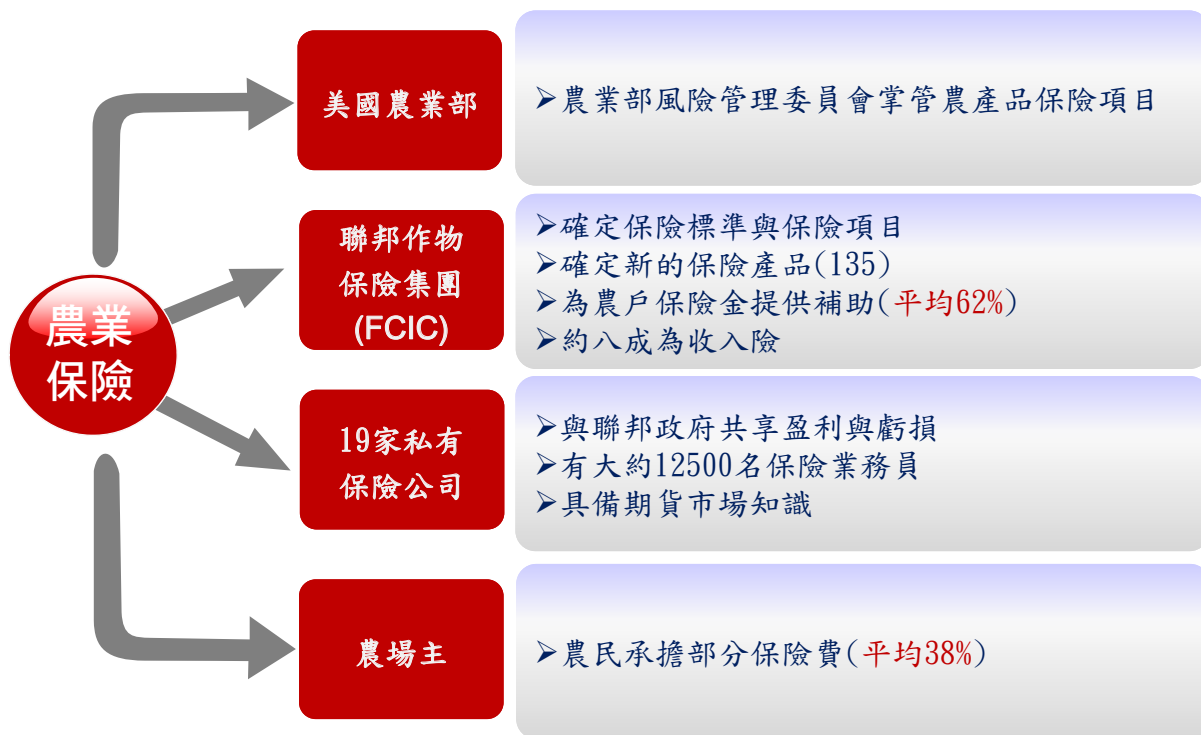 農業
保險
美國農業部
➢農業部風險管理委員會掌管農產品保險項目
聯邦作物
保險集團
(FCIC)
➢確定保險標準與保險項目
➢確定新的保險產品(135)
➢為農戶保險金提供補助(平均62%)
➢約八成為收入險
19家私有
保險公司
➢與聯邦政府共享盈利與虧損
➢有大約12500名保險業務員
➢具備期貨市場知識
農場主
➢農民承擔部分保險費(平均38%)